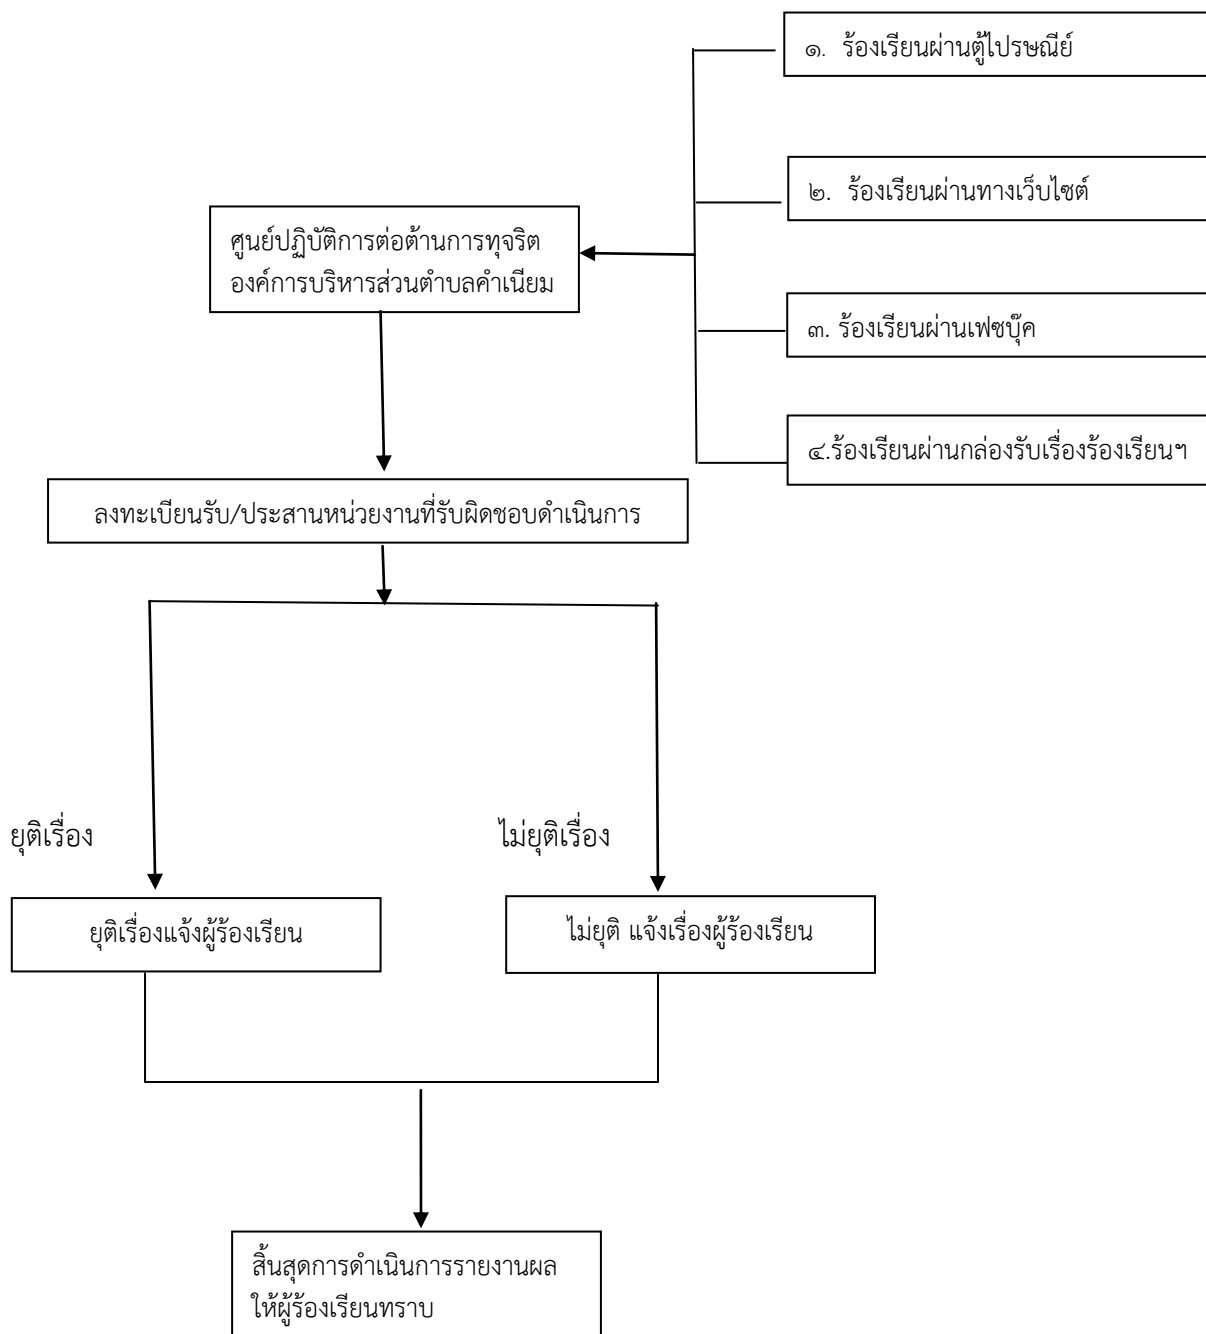 ๑. ร้องเรียนผ่านตู้ไปรษณีย์
๒. ร้องเรียนผ่านทางเว็บไซต์
ศูนย์ปฏิบัติการต่อต้านการทุจริต
องค์การบริหารส่วนตำบลคำเนียม
๓. ร้องเรียนผ่านเฟซบุ๊ค
๔.ร้องเรียนผ่านกล่องรับเรื่องร้องเรียนฯ
ลงทะเบียนรับ/ประสานหน่วยงานที่รับผิดชอบดำเนินการ
ยุติเรื่อง
ไม่ยุติเรื่อง
ยุติเรื่องแจ้งผู้ร้องเรียน
ไม่ยุติ แจ้งเรื่องผู้ร้องเรียน
สิ้นสุดการดำเนินการรายงานผล
ให้ผู้ร้องเรียนทราบ